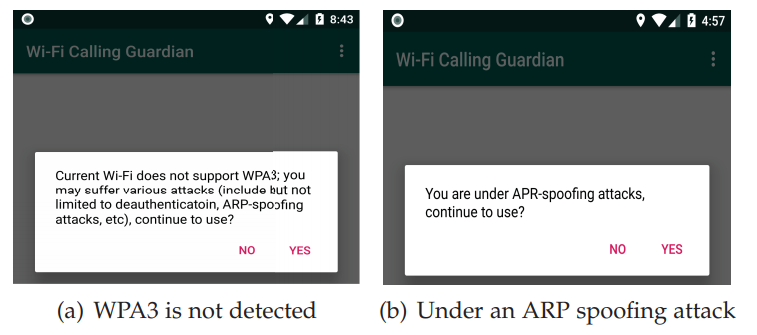 8:43
Wi-Fi Calling Guardian
Current Wi-Fi does not support WPA3; you
may suffer various attacks (include but not
limited to deauthenticatoin, ARP-spoofing
attacks, etc), continue to use?
NO YES
(a) WPA3 is not detected
4:57
Wi-Fi Calling Guardian
You are under APR-spoofing attacks,
continue to use?
NO YES
(b) Under an ARP spoofing attack